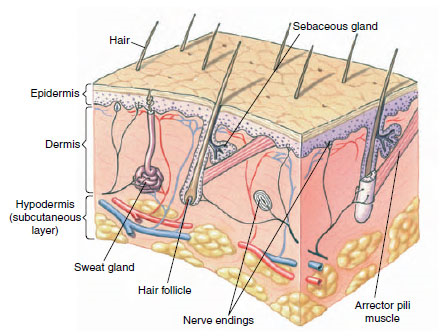 Sebaceous gland
Hair
Epidermis
Dermis
Hypodermis
(subcutaneous
layer)
Sweat gland
Hair follicle
Nerve endings
Arrector pili
muscle